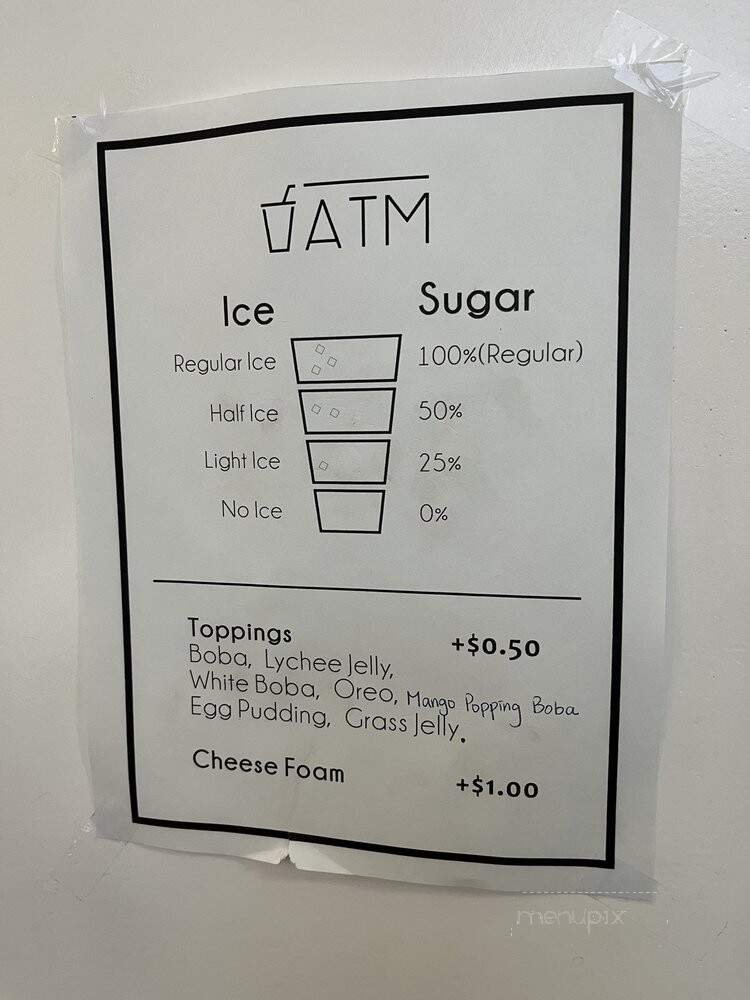 ATM
Ice
Sugar
Regular Ice
100%(Regular)
Half Ice
50%
Light Ice
25%
No Ice
0%
Toppings
+$0.50
Boba, Lychee Jelly,
White Boba, Oreo, Mango Popping Boba
Egg Pudding, Grass Jelly.
Cheese Foam
+$1.00
menupix